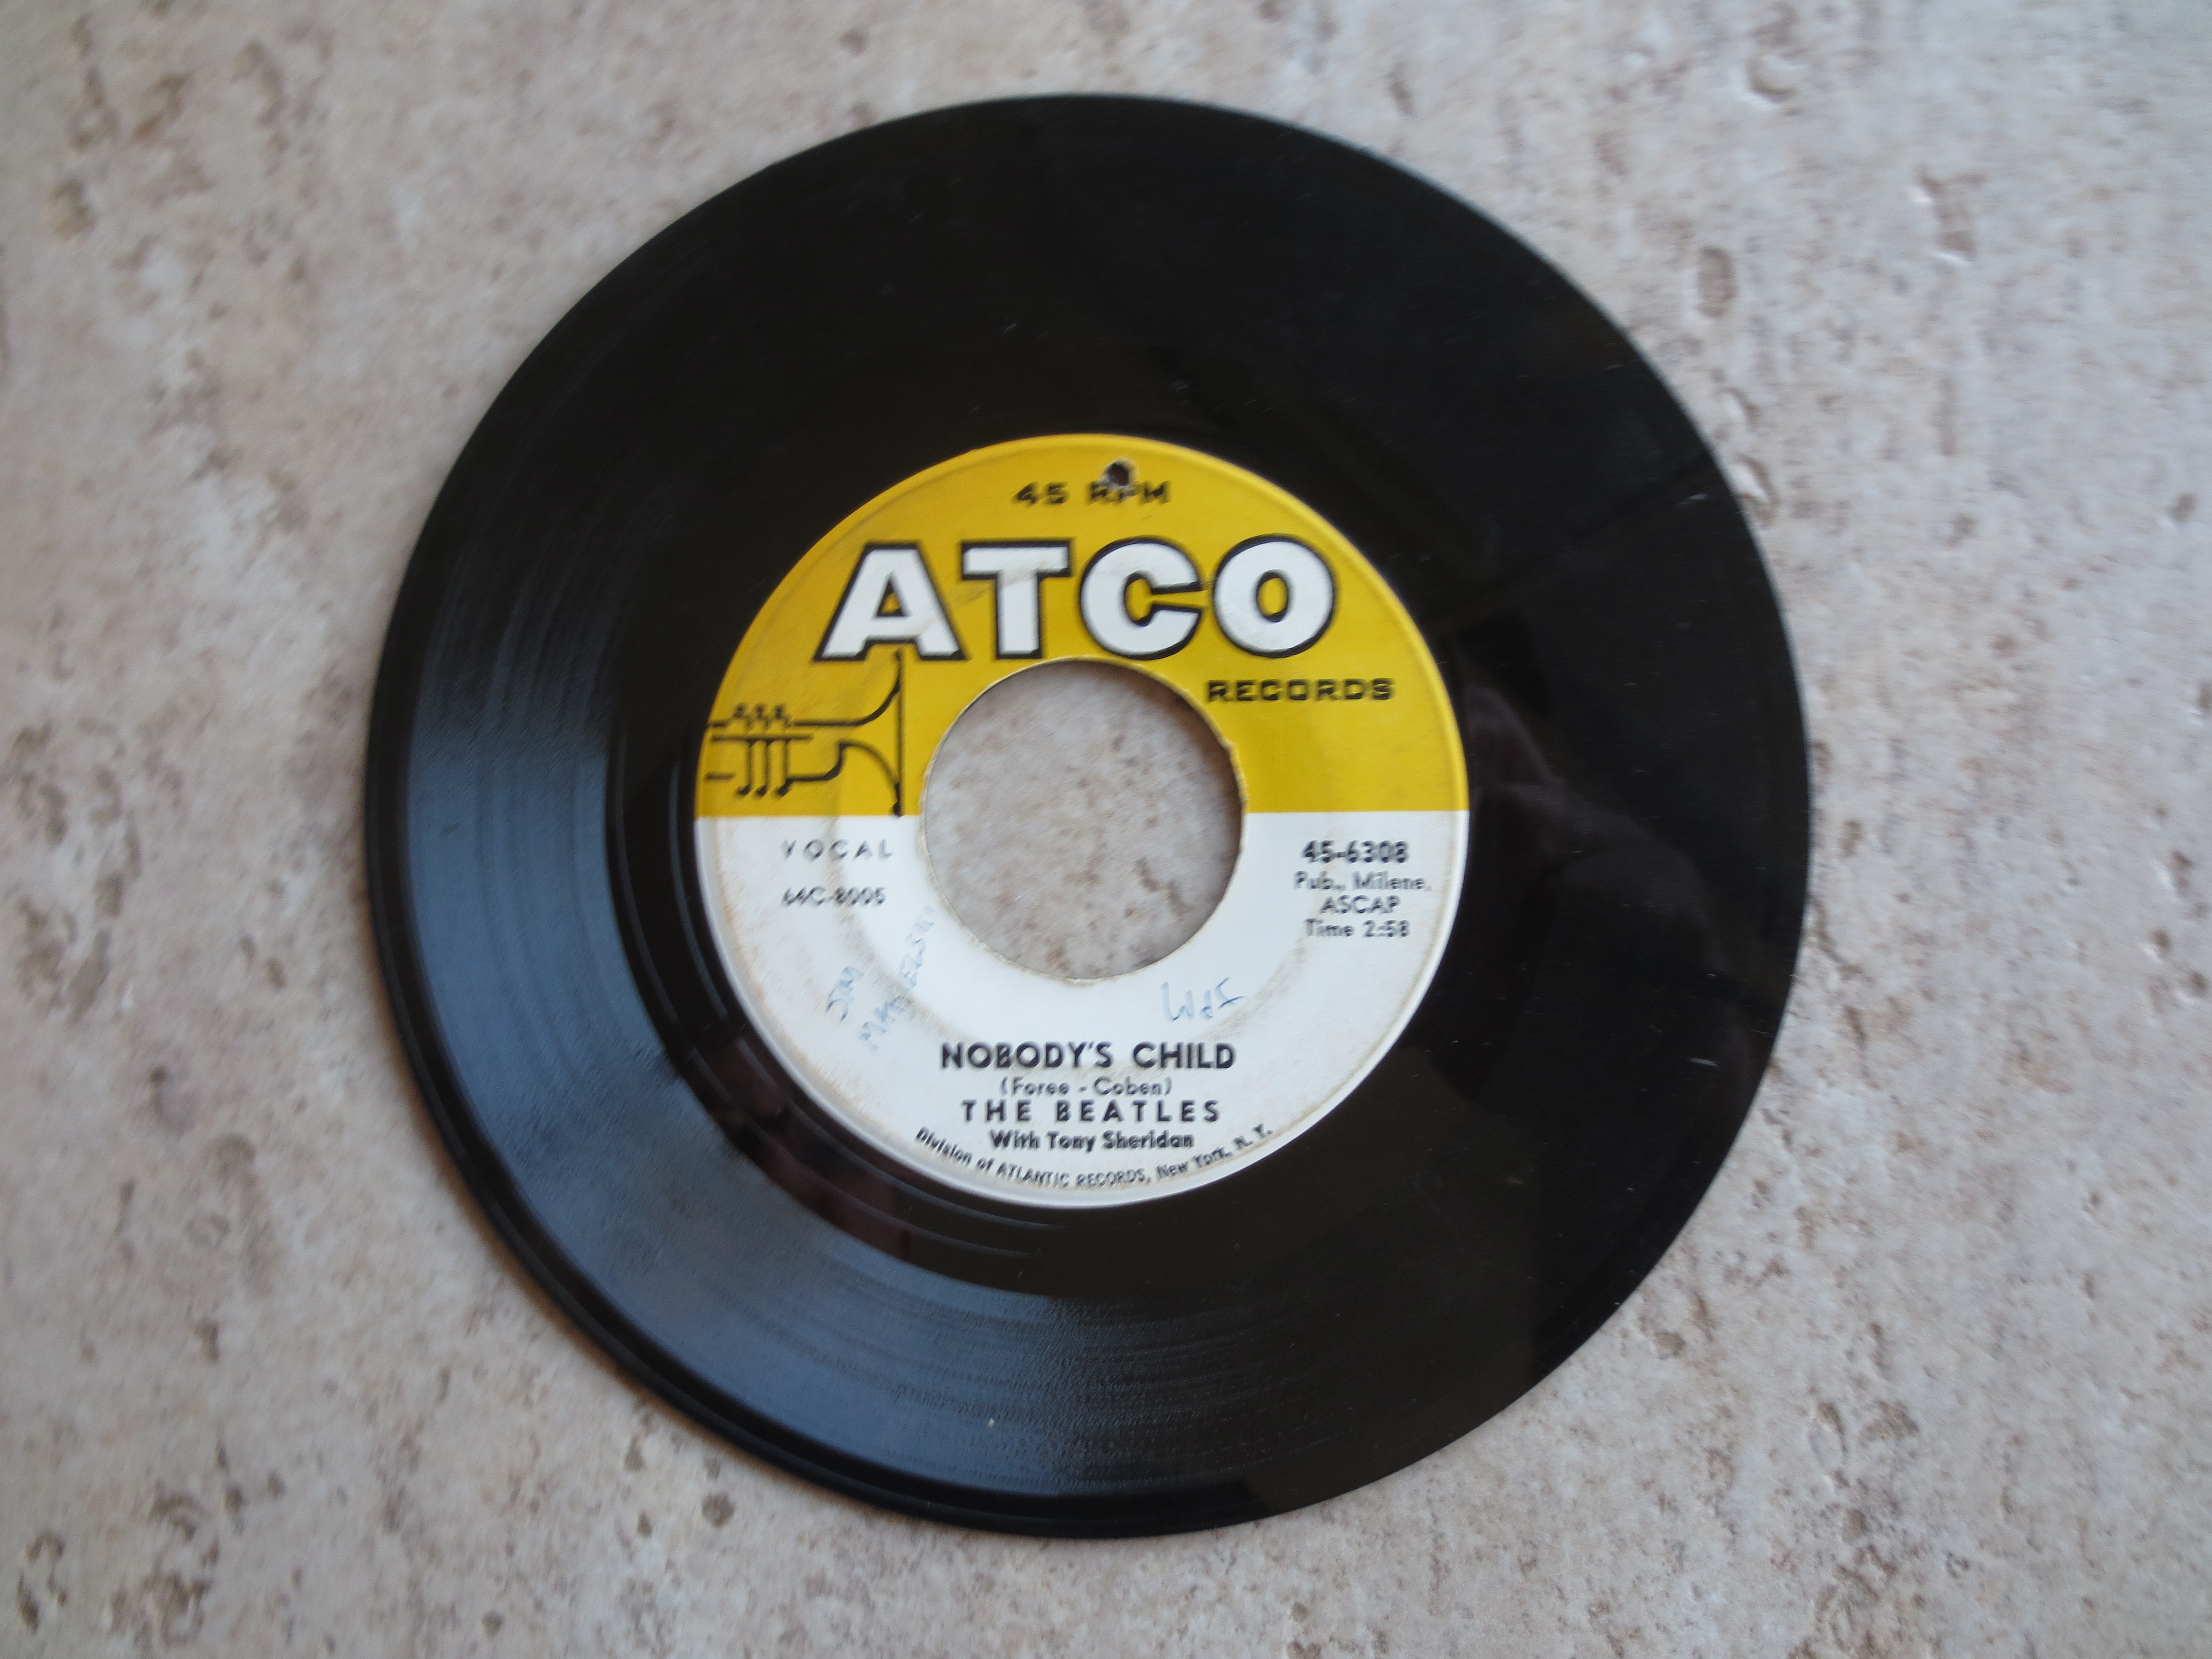 45 RPM
ATCO
RECORDS
VOCAL
64C-8005
45-6308
Pub., Milene,
ASCAP
Time 2:58
JIM
NOBODY'S CHILD
(Foree - Coben)
THE BEATLES
With Tony Sheridan
Division of ATLANTIC RECORDS, New York, N. Y.